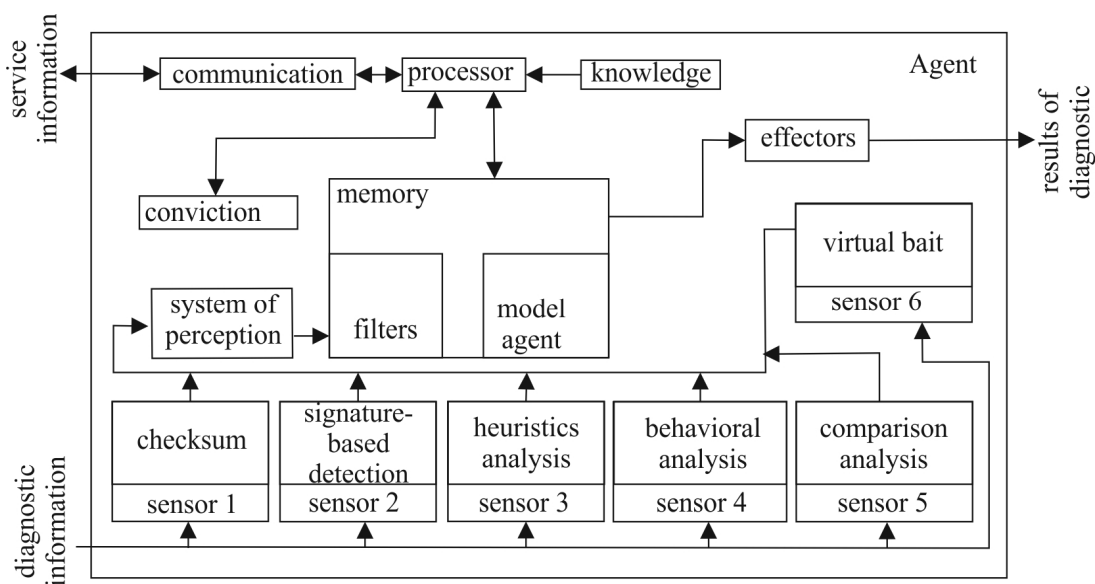 service
information
communication
processor
knowledge
Agent
effectors
results of
diagnostic
memory
conviction
virtual bait
sensor 6
system of
perception
filters
model
agent
checksum
sensor 1
signature-
based
detection
sensor 2
heuristics
analysis
sensor 3
behavioral
analysis
sensor 4
comparison
analysis
sensor 5
diagnostic
information